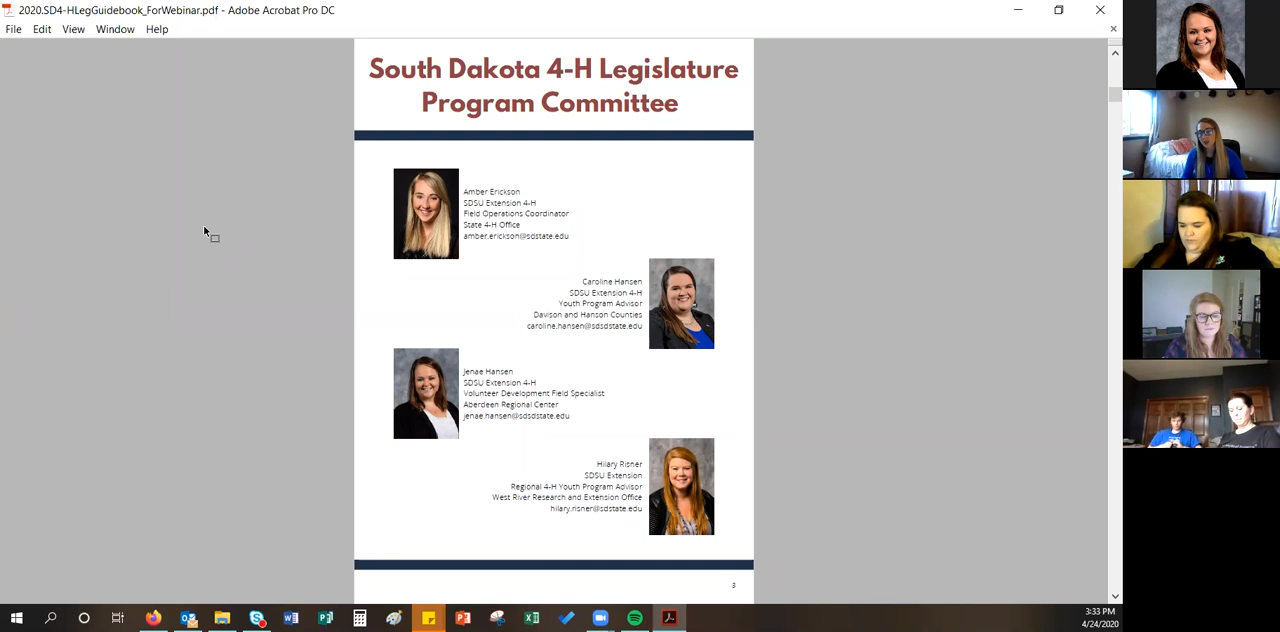 2020.SD4-HLegGuidebook_ForWebinar.pdf - Adobe Acrobat Pro DC
File Edit View Window Help
South Dakota 4-H Legislature
Program Committee
Amber Erickson
SDSU Extension 4-H
Field Operations Coordinator
State 4-H Office
amber.erickson@sdstate.edu
Caroline Hansen
SDSU Extension 4-H
Youth Program Advisor
Davison and Hanson Counties
caroline.hansen@sdsdstate.edu
Jenae Hansen
SDSU Extension 4-H
Volunteer Development Field Specialist
Aberdeen Regional Center
jenae.hansen@sdsdstate.edu
Hilary Risner
SDSU Extension
Regional 4-H Youth Program Advisor
West River Research and Extension Office
hilary.risner@sdstate.edu
3
3:33 PM
4/24/2020